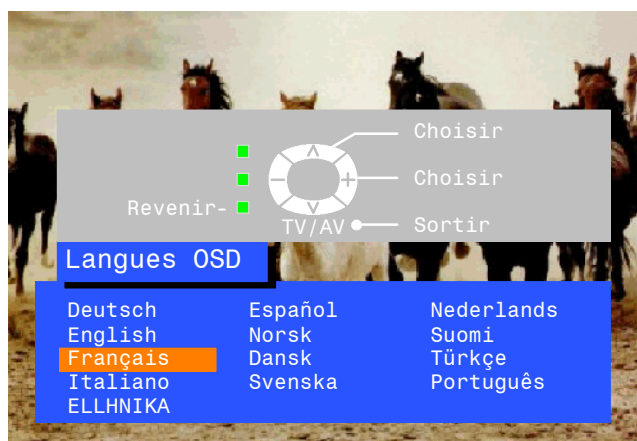 Choisir
Choisir
Revenir-
TV/AV Sortir
Langues OSD
Deutsch Español Nederlands
English Norsk Suomi
Français Dansk Türkçe
Italiano Svenska Português
ELLHNIKA